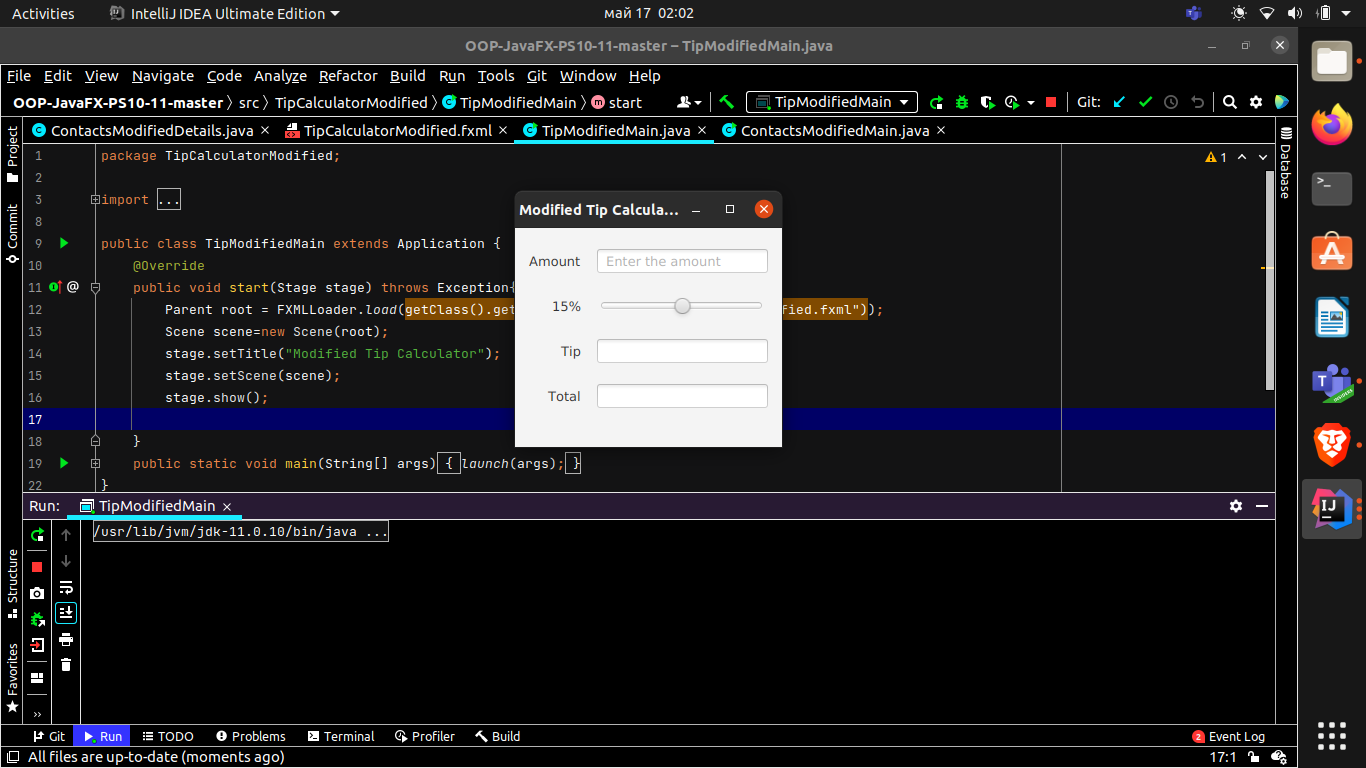 Activities IntelliJ IDEA Ultimate Edition май 17 02:02
OOP-JavaFX-PS10-11-master – TipModifiedMain.java
File Edit View Navigate Code Analyze Refactor Build Run Tools Git Window Help
OOP-JavaFX-PS10-11-master src TipCalculatorModified TipModifiedMain m start TipModifiedMain Git:
ContactsModifiedDetails.java TipCalculatorModified.fxml TipModifiedMain.java ContactsModifiedMain.java
Project
Commit
Structure
Favorites
Database
1 package TipCalculatorModified; 1
2
3 import ...
8
9 public class TipModifiedMain extends Application {
10 @Override
11 @ public void start(Stage stage) throws Exception{
12 Parent root = FXMLLoader.load(getClass().get fied.fxml"));
13 Scene scene=new Scene(root);
14 stage.setTitle("Modified Tip Calculator");
15 stage.setScene(scene);
16 stage.show();
17
18 }
19 public static void main(String[] args) { launch(args); }
22 }
Modified Tip Calcula...
Amount Enter the amount
15%
Tip
Total
Run: TipModifiedMain
/usr/lib/jvm/jdk-11.0.10/bin/java ...
Git Run TODO Problems Terminal Profiler Build 2 Event Log
All files are up-to-date (moments ago) 17:1